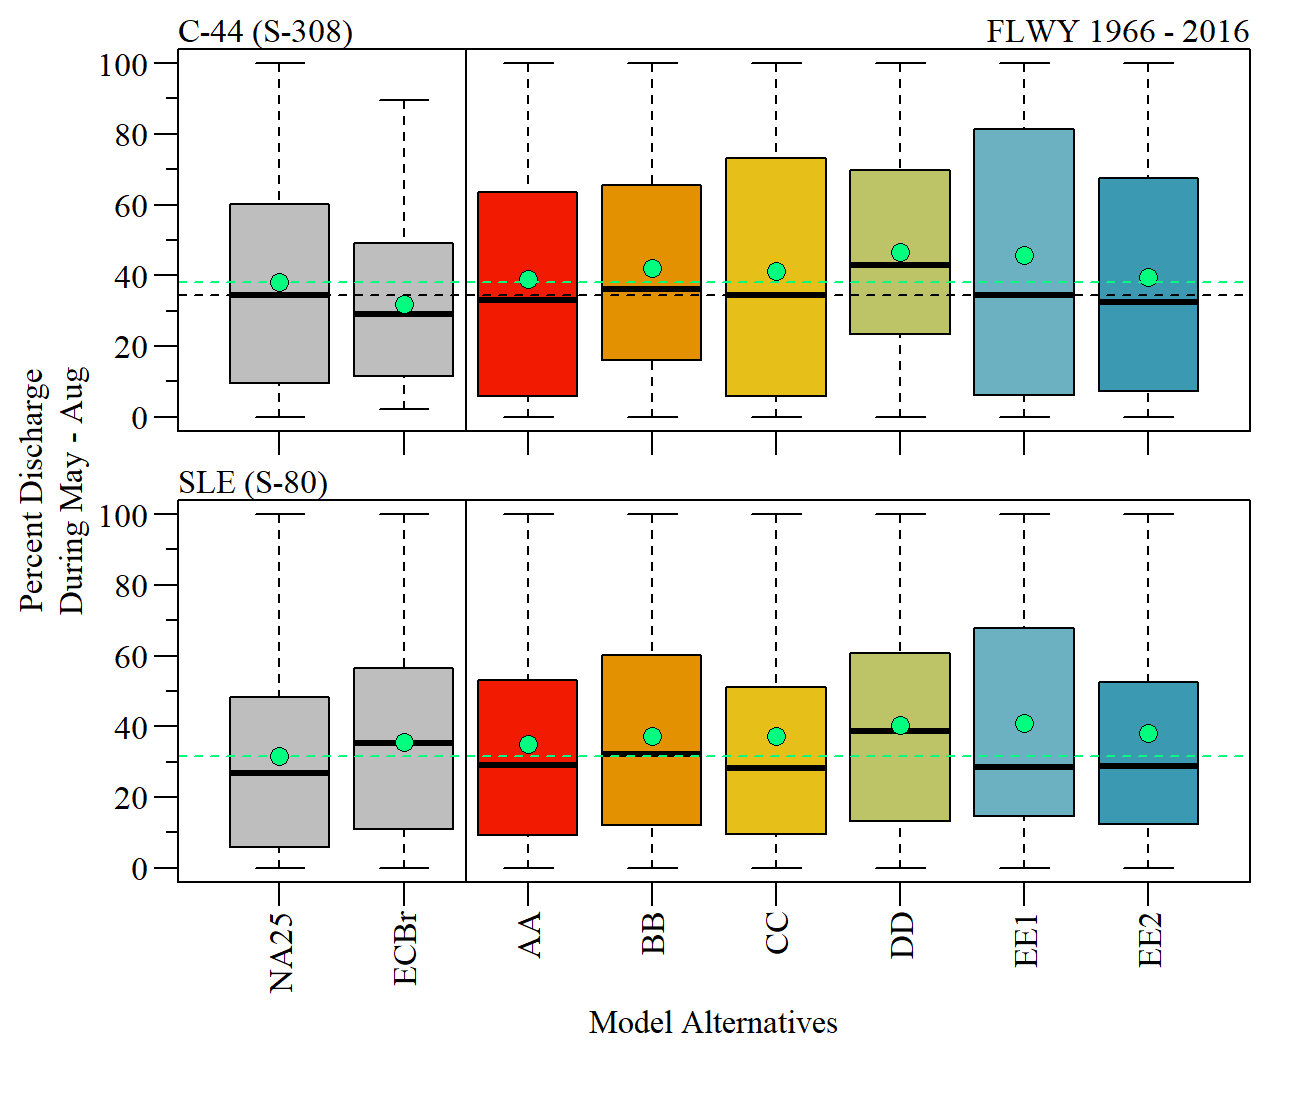 C-44 (S-308)
FLWY 1966 - 2016
100
80
60
40
20
0
Percent Discharge
During May - Aug
SLE (S-80)
100
80
60
40
20
0
NA25
ECBr
AA
BB
CC
DD
EE1
EE2
Model Alternatives